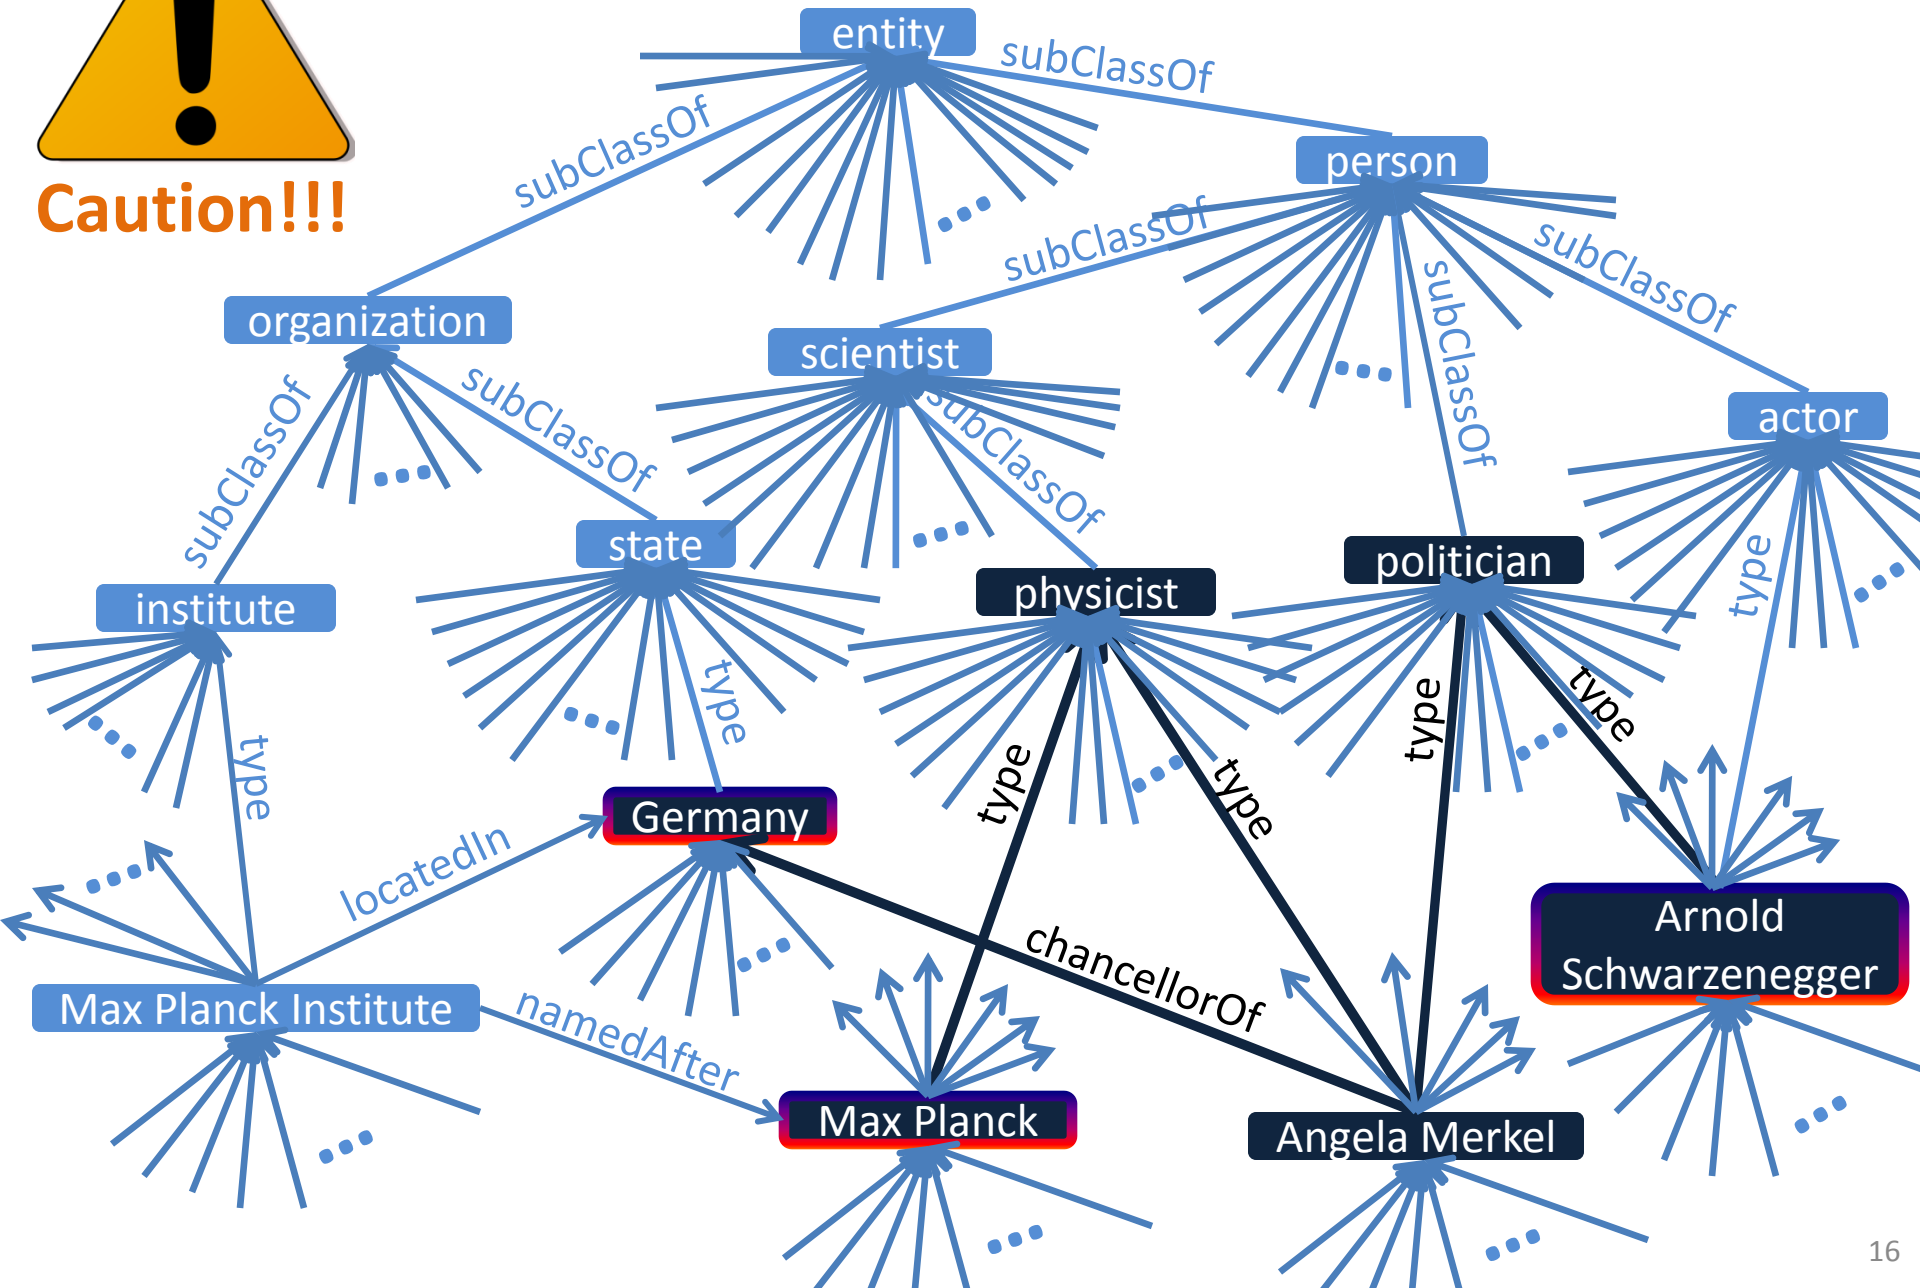 entity
subClassOf
subClassOf
person
Caution!!!
subClassOf
subClassOf
subClassOf
organization
scientist
subClassOf
subClassOf
subClassOf
actor
state
type
institute
physicist
politician
type
type
type
type
type
type
Germany
locatedIn
chancellorOf
Arnold
Schwarzenegger
Max Planck Institute
namedAfter
Max Planck
Angela Merkel
16